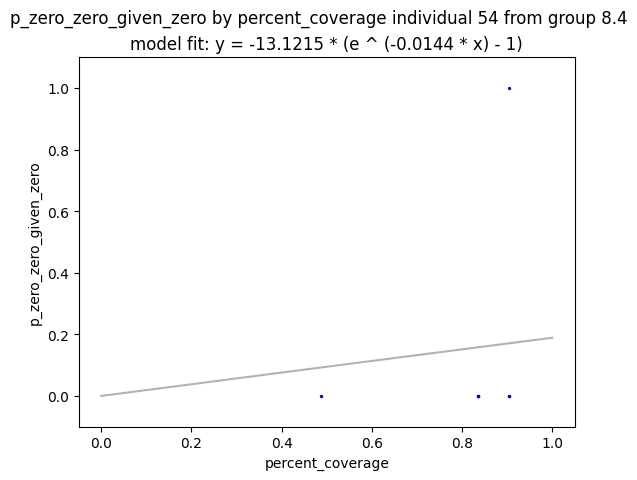 p_zero_zero_given_zero by percent_coverage individual 54 from group 8.4
model fit: y = -13.1215 * (e ^ (-0.0144 * x) - 1)
1.0
0.8
0.6
0.4
0.2
0.0
p_zero_zero_given_zero
0.0 0.2 0.4 0.6 0.8 1.0
percent_coverage